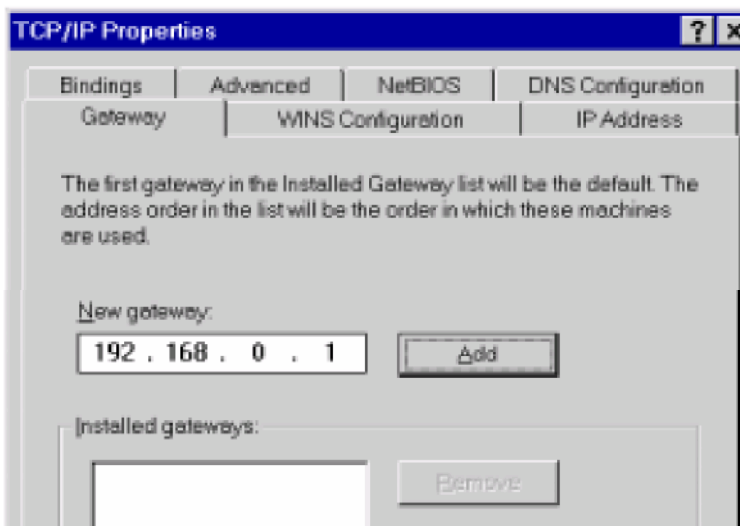 TCP/IP Properties ? x
Bindings Advanced NetBIOS DNS Configuration
Gateway WINS Configuration IP Address
The first gateway in the Installed Gateway list will be the default. The
address order in the list will be the order in which these machines
are used.
New gateway:
192 . 168 . 0 . 1 Add
Installed gateways:
Remove